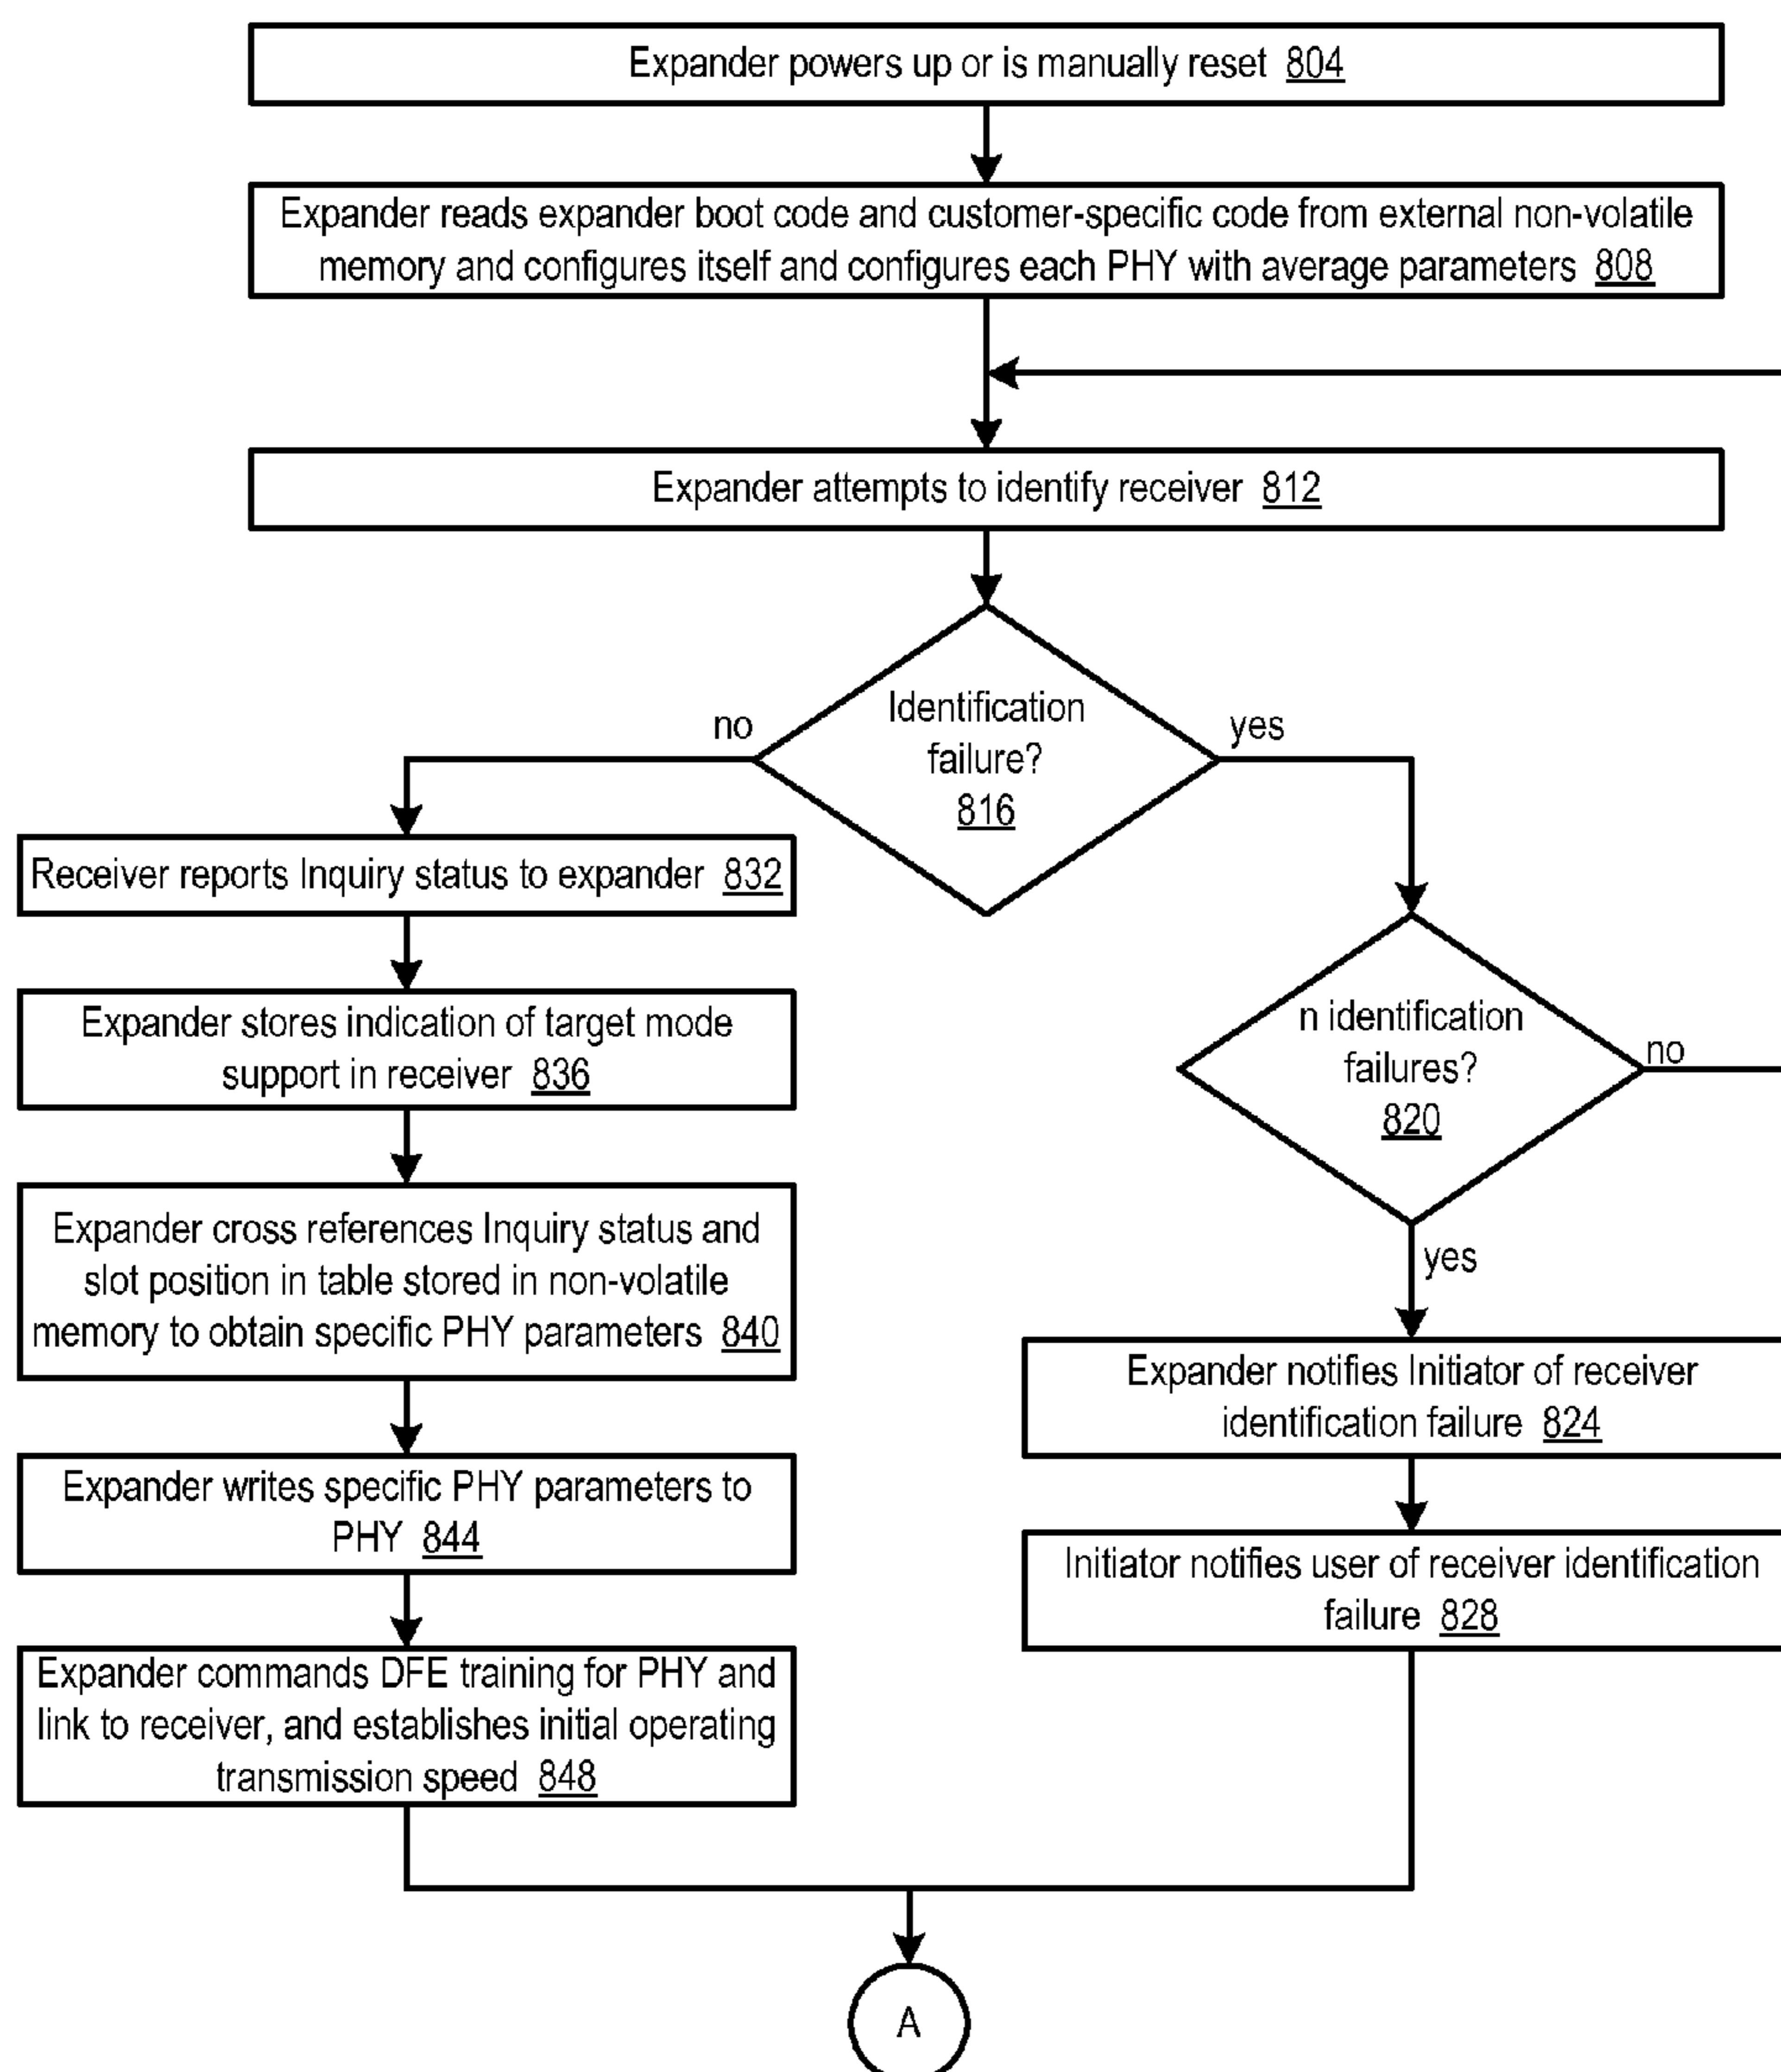 Expander powers up or is manually reset 804
Expander reads expander boot code and customer-specific code from external non-volatile
memory and configures itself and configures each PHY with average parameters 808
Expander attempts to identify receiver 812
Identification
failure?
816
no
yes
Receiver reports Inquiry status to expander 832
Expander stores indication of target mode
support in receiver 836
Expander cross references Inquiry status and
slot position in table stored in non-volatile
memory to obtain specific PHY parameters 840
Expander writes specific PHY parameters to
PHY 844
Expander commands DFE training for PHY and
link to receiver, and establishes initial operating
transmission speed 848
n identification
failures?
820
no
yes
Expander notifies Initiator of receiver
identification failure 824
Initiator notifies user of receiver identification
failure 828
A